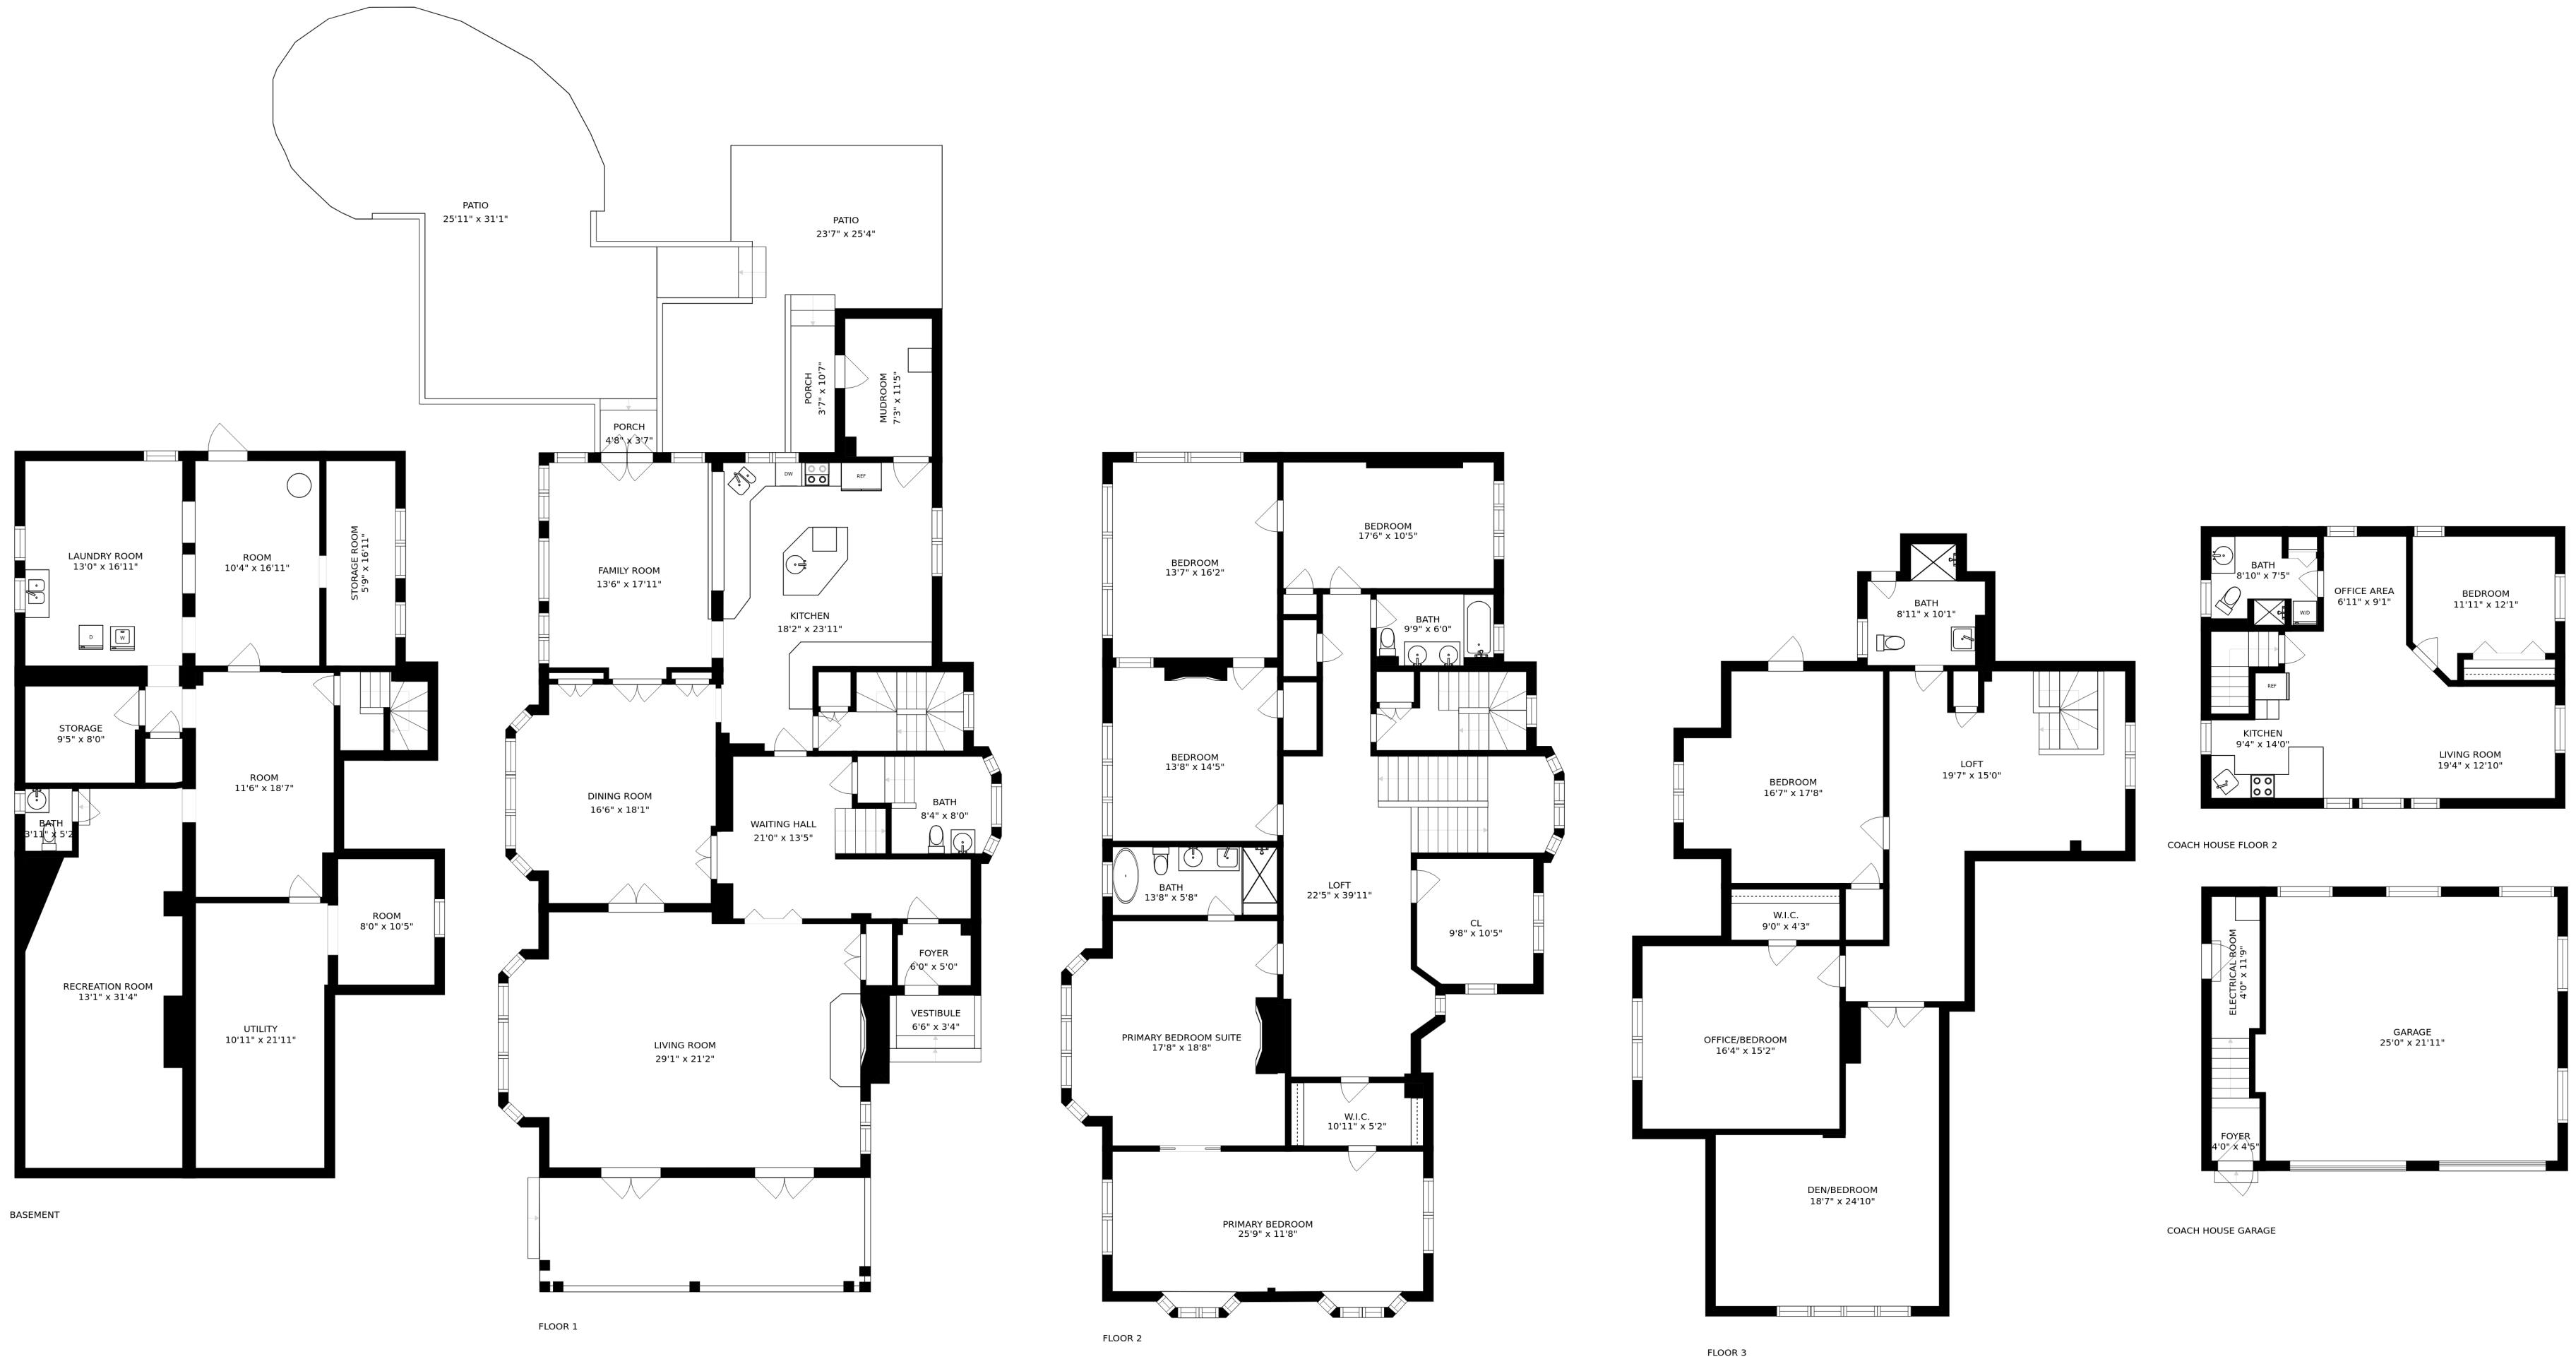 LAUNDRY ROOM
13'0" x 16'11"
ROOM
10'4" x 16'11"
STORAGE ROOM
5'9" x 16'11"
D
W
STORAGE
9'5" x 8'0"
ROOM
11'6" x 18'7"
BATH
3'11" x 5'2
ROOM
8'0" x 10'5"
RECREATION ROOM
13'1" x 31'4"
UTILITY
10'11" x 21'11"
BASEMENT
PATIO
25'11" x 31'1"
PATIO
23'7" x 25'4"
PORCH
3'7" x 10'7"
MUDROOM
7'3" x 11'5"
PORCH
4'8" x 3'7"
DW
REF
FAMILY ROOM
13'6" x 17'11"
KITCHEN
18'2" x 23'11"
DINING ROOM
16'6" x 18'1"
WAITING HALL
21'0" x 13'5"
BATH
8'4" x 8'0"
FOYER
6'0" x 5'0"
VESTIBULE
6'6" x 3'4"
LIVING ROOM
29'1" x 21'2"
FLOOR 1
BEDROOM
13'7" x 16'2"
BEDROOM
17'6" x 10'5"
BATH
9'9" x 6'0"
BEDROOM
13'8" x 14'5"
BATH
13'8" x 5'8"
LOFT
22'5" x 39'11"
CL
9'8" x 10'5"
PRIMARY BEDROOM SUITE
17'8" x 18'8"
W.I.C.
10'11" x 5'2"
PRIMARY BEDROOM
25'9" x 11'8"
FLOOR 2
BATH
8'11" x 10'1"
BEDROOM
16'7" x 17'8"
LOFT
19'7" x 15'0"
W.I.C.
9'0" x 4'3"
OFFICE/BEDROOM
16'4" x 15'2"
DEN/BEDROOM
18'7" x 24'10"
FLOOR 3
BATH
8'10" x 7'5"
W/D
OFFICE AREA
6'11" x 9'1"
BEDROOM
11'11" x 12'1"
REF
KITCHEN
9'4" x 14'0"
LIVING ROOM
19'4" x 12'10"
COACH HOUSE FLOOR 2
ELECTRICAL ROOM
4'0" x 11'9"
GARAGE
25'0" x 21'11"
FOYER
4'0" x 4'5"
COACH HOUSE GARAGE